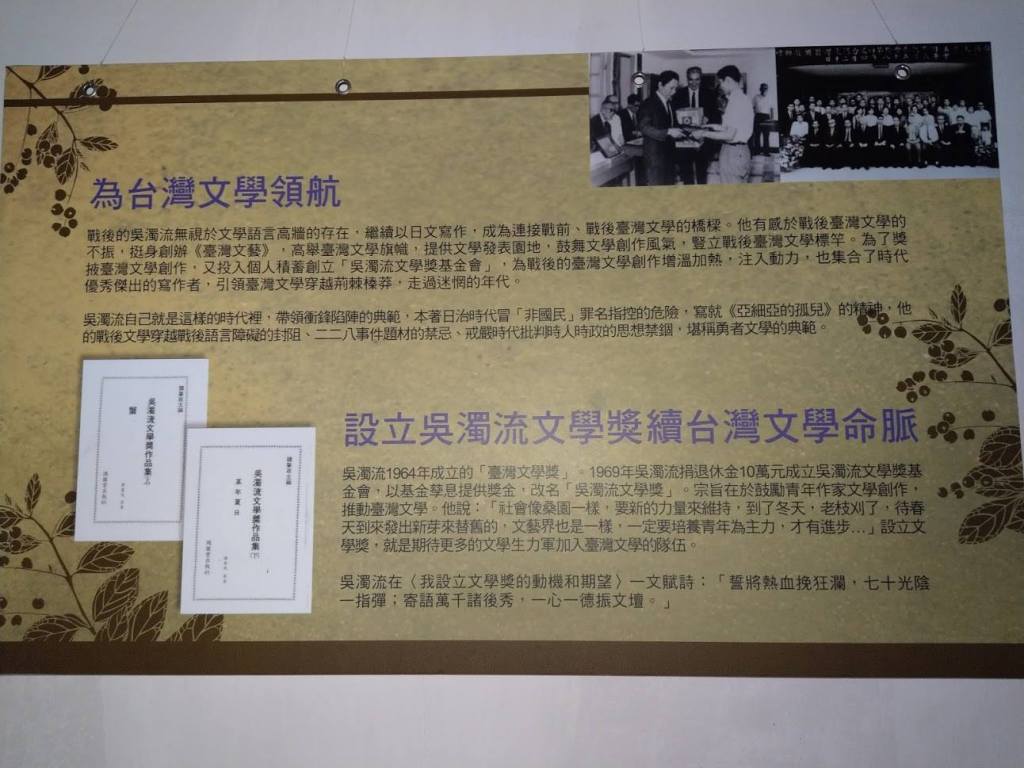 為台灣文學領航
戰後的吳濁流無視於文學語言高牆的存在，繼續以日文寫作，成為連接戰前、戰後臺灣文學的橋樑。他有感於戰後臺灣文學的
不振，挺身創辦《臺灣文藝》，高舉臺灣文學旗幟，提供文學發表園地，鼓舞文學創作風氣，豎立戰後臺灣文學標竿。為了獎
掖臺灣文學創作，又投入個人積蓄創立「吳濁流文學獎基金會」，為戰後的臺灣文學創作增溫加熱，注入動力，也集合了時代
優秀傑出的寫作者，引領臺灣文學穿越荊棘榛莽，走過迷惘的年代。
吳濁流自己就是這樣的時代裡，帶領衝鋒陷陣的典範，本著日治時代冒「非國民」罪名指控的危險，寫就《亞細亞的孤兒》的精神，他
的戰後文學穿越戰後語言障礙的封阻、二二八事件題材的禁忌、戒嚴時代批判時人時政的思想禁錮，堪稱勇者文學的典範。
鍾肇政主編
吳濁流文學獎作品集(上)
蟹
鍾肇政主編
吳濁流文學獎作品集(下)
設立吳濁流文學獎續台灣文學命脈
吳濁流1964年成立的「臺灣文學獎」。1969年吳濁流捐退休金10萬元成立吳濁流文學獎基
金會，以基金孳息提供獎金，改名「吳濁流文學獎」。宗旨在於鼓勵青年作家文學創作，
推動臺灣文學。他說：「社會像桑園一樣，要新的力量來維持，到了冬天，老枝刈了，待春
天到來發出新芽來替舊的，文藝界也是一樣，一定要培養青年為主力，才有進步…」設立文
學獎，就是期待更多的文學生力軍加入臺灣文學的隊伍。
吳濁流在〈我設立文學獎的動機和期望〉一文賦詩：「誓將熱血挽狂瀾，七十光陰
一指彈；寄語萬千諸後秀，一心一德振文壇。」